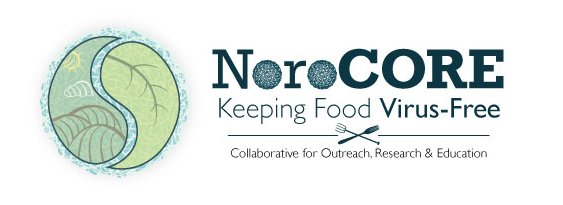 NoroCORE
Keeping Food Virus-Free
Collaborative for Outreach, Research & Education